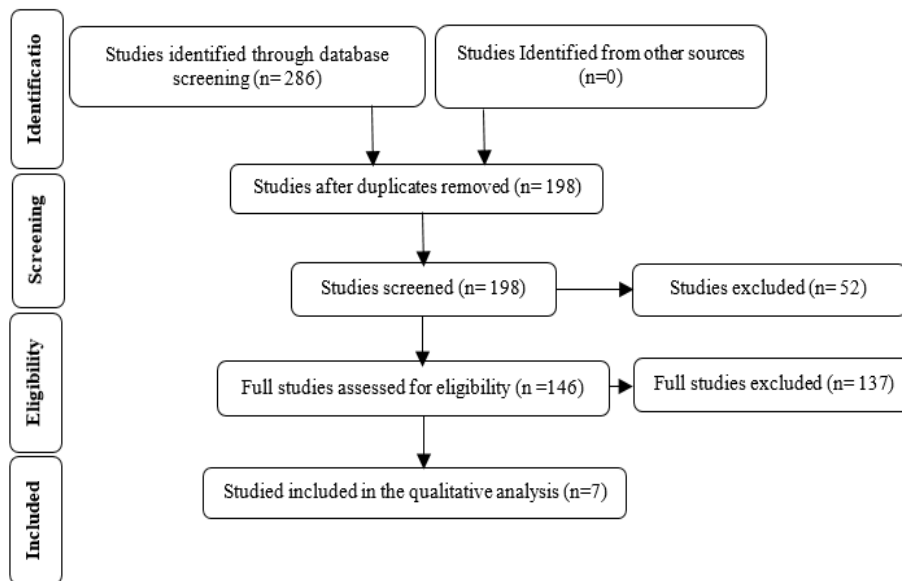 Identificatio
Studies identified through database
screening (n= 286)
Studies Identified from other sources
(n=0)
Studies after duplicates removed (n= 198)
Screening
Studies screened (n= 198)
Studies excluded (n= 52)
Eligibility
Full studies assessed for eligibility (n =146)
Full studies excluded (n= 137)
Included
Studied included in the qualitative analysis (n=7)